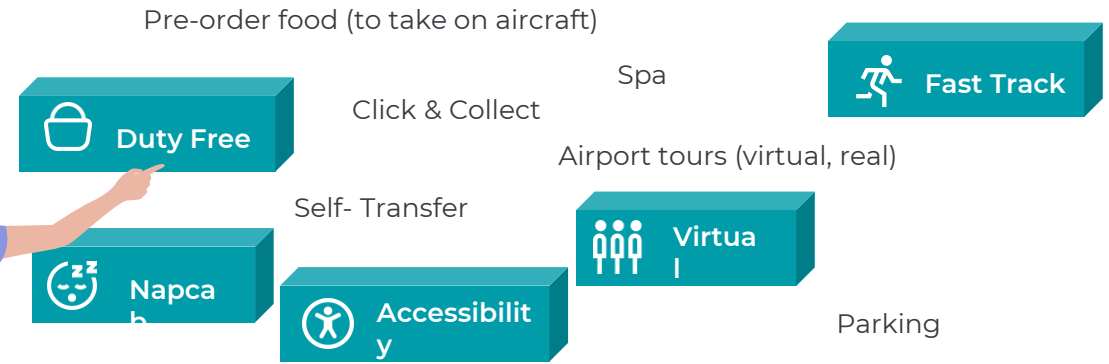 Pre-order food (to take on aircraft)
Spa
Fast Track
Click & Collect
Duty Free
Airport tours (virtual, real)
Self- Transfer
Virtua
l
Napca
b
Accessibilit
y
Parking